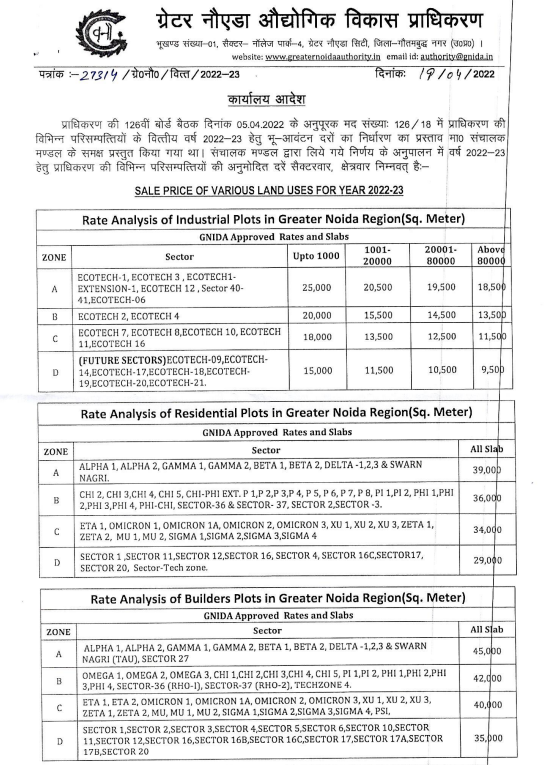 ग्रेटर नौएडा औद्योगिक विकास प्राधिकरण
भूखण्ड संख्या–01, सैक्टर– नॉलेज पार्क–4, ग्रेटर नौएडा सिटी, जिला–गौतमबुद्ध नगर (उ०प्र०) ।
website: www.greaternoidaauthority.in email id: authority@gnida.in
पत्रांक :–27314/ग्रे०नौ०/वित्त/2022–23 दिनांकः 18/04/2022
कार्यालय आदेश
प्राधिकरण की 126वीं बोर्ड बैठक दिनांक 05.04.2022 के अनुपूरक मद संख्याः 126/18 में प्राधिकरण की
विभिन्न परिसम्पत्तियों के वित्तीय वर्ष 2022–23 हेतु भू–आवंटन दरों का निर्धारण का प्रस्ताव मा० संचालक
मण्डल के समक्ष प्रस्तुत किया गया था। संचालक मण्डल द्वारा लिये गये निर्णय के अनुपालन में वर्ष 2022–23
हेतु प्राधिकरण की विभिन्न परिसम्पत्तियों की अनुमोदित दरें सैक्टरवार, क्षेत्रवार निम्नवत् हैः–
SALE PRICE OF VARIOUS LAND USES FOR YEAR 2022-23
Rate Analysis of Industrial Plots in Greater Noida Region(Sq. Meter)
GNIDA Approved Rates and Slabs
ZONE Sector Upto 1000 1001-20000 20001-80000 Above 80000
A ECOTECH-1, ECOTECH 3 , ECOTECH1-
EXTENSION-1, ECOTECH 12 , Sector 40-
41,ECOTECH-06 25,000 20,500 19,500 18,500
B ECOTECH 2, ECOTECH 4 20,000 15,500 14,500 13,500
C ECOTECH 7, ECOTECH 8,ECOTECH 10, ECOTECH
11,ECOTECH 16 18,000 13,500 12,500 11,500
D (FUTURE SECTORS)ECOTECH-09,ECOTECH-
14,ECOTECH-17,ECOTECH-18,ECOTECH-
19,ECOTECH-20,ECOTECH-21. 15,000 11,500 10,500 9,500
Rate Analysis of Residential Plots in Greater Noida Region(Sq. Meter)
GNIDA Approved Rates and Slabs
ZONE Sector All Slab
A ALPHA 1, ALPHA 2, GAMMA 1, GAMMA 2, BETA 1, BETA 2, DELTA -1,2,3 & SWARN
NAGRI. 39,000
B CHI 2, CHI 3,CHI 4, CHI 5, CHI-PHI EXT. P 1,P 2,P 3,P 4, P 5, P 6, P 7, P 8, PI 1,PI 2, PHI 1,PHI
2,PHI 3,PHI 4, PHI-CHI, SECTOR-36 & SECTOR- 37, SECTOR 2,SECTOR -3. 36,000
C ETA 1, OMICRON 1, OMICRON 1A, OMICRON 2, OMICRON 3, XU 1, XU 2, XU 3, ZETA 1,
ZETA 2, MU 1, MU 2, SIGMA 1,SIGMA 2,SIGMA 3,SIGMA 4 34,000
D SECTOR 1 ,SECTOR 11,SECTOR 12,SECTOR 16, SECTOR 4, SECTOR 16C,SECTOR17,
SECTOR 20, Sector-Tech zone. 29,000
Rate Analysis of Builders Plots in Greater Noida Region(Sq. Meter)
GNIDA Approved Rates and Slabs
ZONE Sector All Slab
A ALPHA 1, ALPHA 2, GAMMA 1, GAMMA 2, BETA 1, BETA 2, DELTA -1,2,3 & SWARN
NAGRI (TAU), SECTOR 27 45,000
B OMEGA 1, OMEGA 2, OMEGA 3, CHI 1,CHI 2,CHI 3,CHI 4, CHI 5, PI 1,PI 2, PHI 1,PHI 2,PHI
3,PHI 4, SECTOR-36 (RHO-I), SECTOR-37 (RHO-2), TECHZONE 4. 42,000
C ETA 1, ETA 2, OMICRON 1, OMICRON 1A, OMICRON 2, OMICRON 3, XU 1, XU 2, XU 3,
ZETA 1, ZETA 2, MU, MU 1, MU 2, SIGMA 1,SIGMA 2,SIGMA 3,SIGMA 4, PSI, 40,000
D SECTOR 1,SECTOR 2,SECTOR 3,SECTOR 4,SECTOR 5,SECTOR 6,SECTOR 10,SECTOR
11,SECTOR 12,SECTOR 16,SECTOR 16B,SECTOR 16C,SECTOR 17,SECTOR 17A,SECTOR
17B,SECTOR 20 35,000